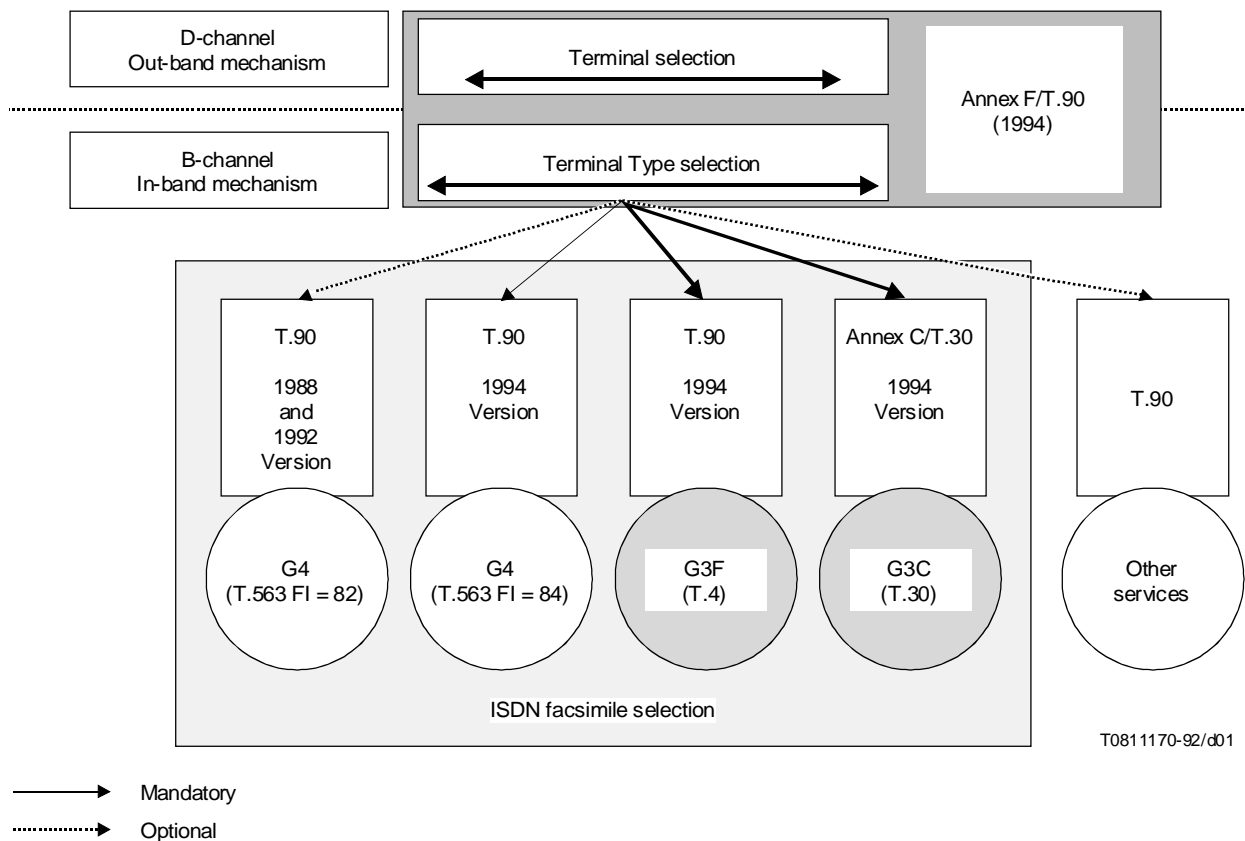 D-channel
Out-band mechanism
Terminal selection
Annex F/T.90
(1994)
B-channel
In-band mechanism
Terminal Type selection
T.90
1988
and
1992
Version
T.90
1994
Version
T.90
1994
Version
Annex C/T.30
1994
Version
T.90
G4
(T.563 FI = 82)
G4
(T.563 FI = 84)
G3F
(T.4)
G3C
(T.30)
Other
services
ISDN facsimile selection
T0811170-92/d01
Mandatory
Optional